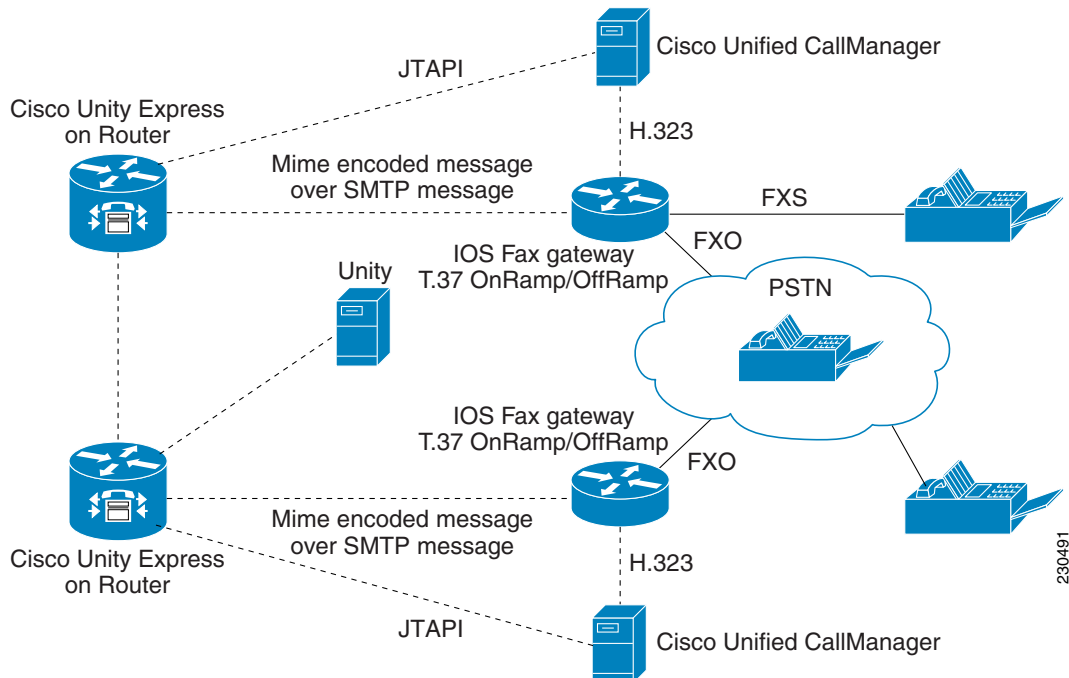 Cisco Unified CallManager
JTAPI
Cisco Unity Express
on Router
H.323
Mime encoded message
over SMTP message
FXS
FXO
IOS Fax gateway
T.37 OnRamp/OffRamp
Unity
PSTN
IOS Fax gateway
T.37 OnRamp/OffRamp
FXO
Mime encoded message
over SMTP message
Cisco Unity Express
on Router
H.323
230491
JTAPI
Cisco Unified CallManager